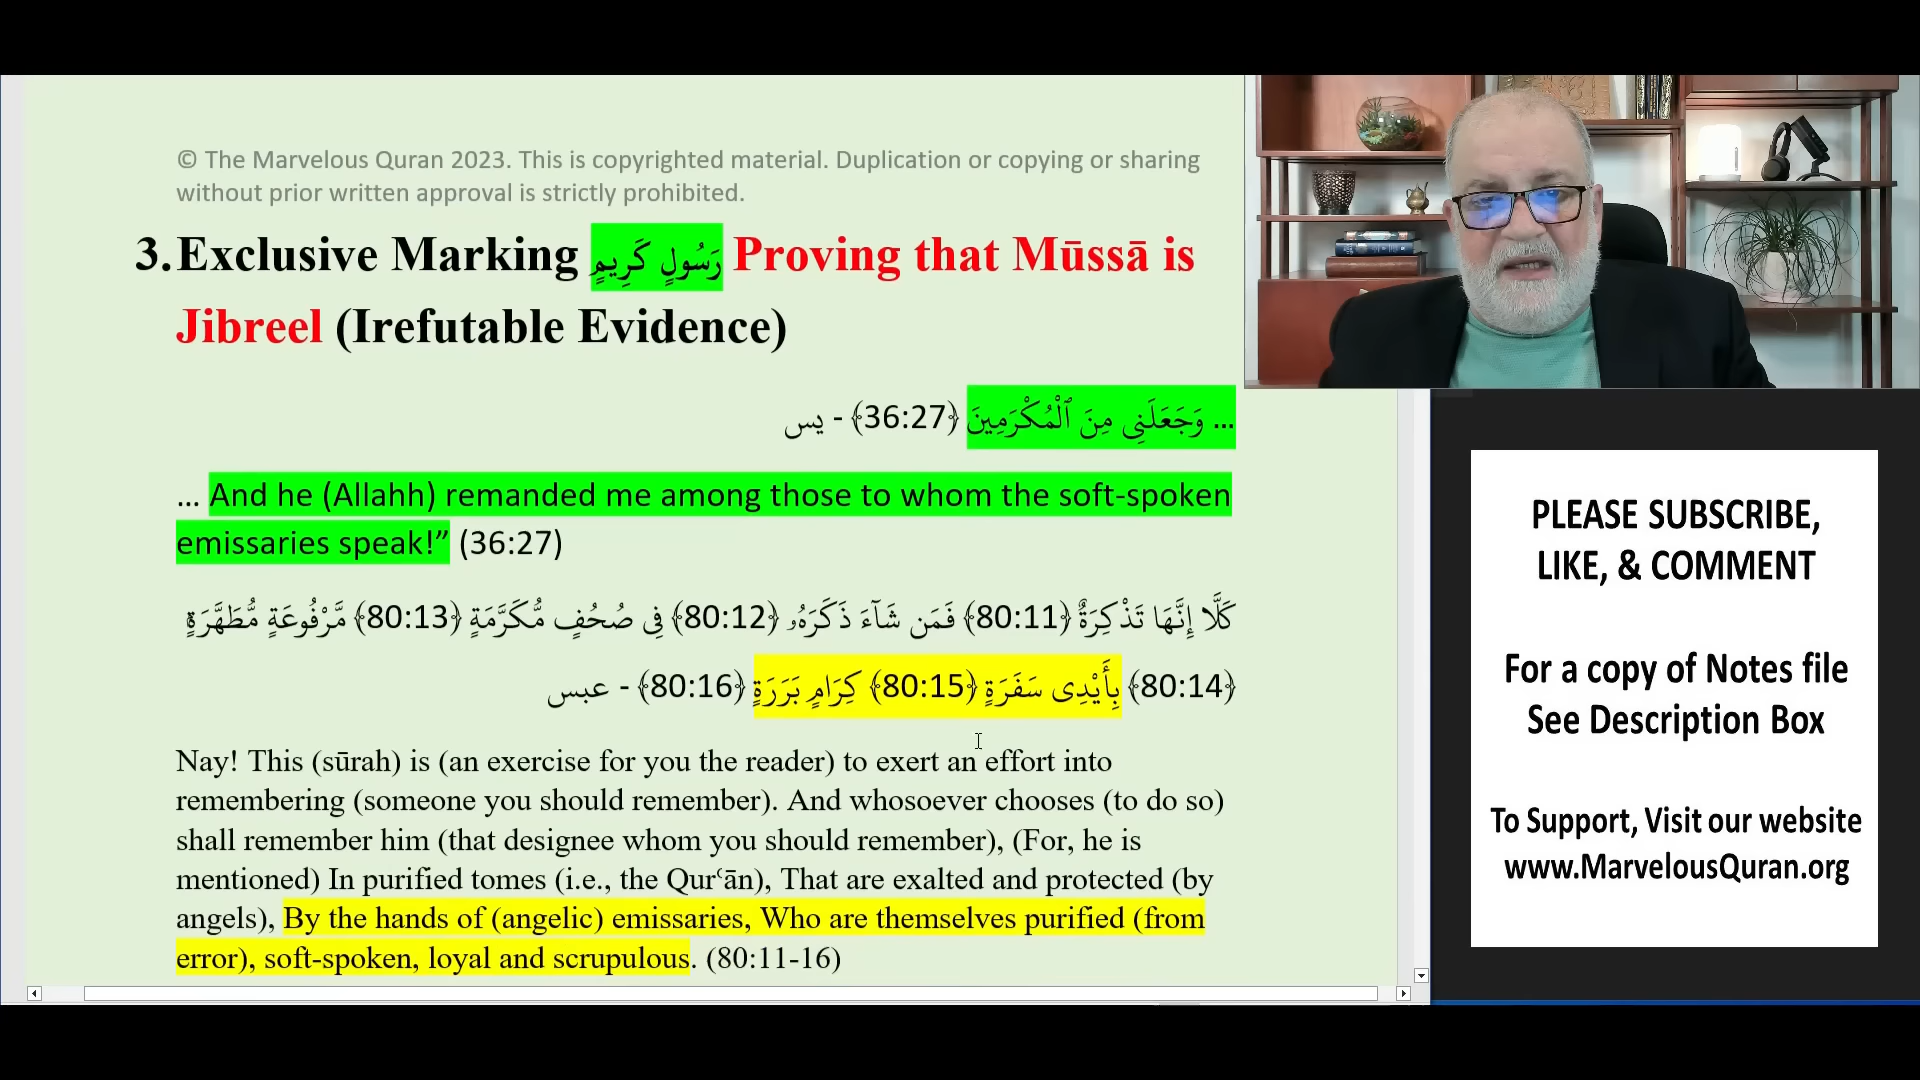 © The Marvelous Quran 2023. This is copyrighted material. Duplication or copying or sharing
without prior written approval is strictly prohibited.
3. Exclusive Marking رَسُولٍ كَرِيمٍ Proving that Mūssā is
Jibreel (Irefutable Evidence)
... وَجَعَلَنِى مِنَ ٱلْمُكْرَمِينَ ﴿36:27﴾ - يس
... And he (Allahh) remanded me among those to whom the soft-spoken
emissaries speak!” (36:27)
كَلَّا إِنَّهَا تَذْكِرَةٌ ﴿80:11﴾ فَمَن شَآءَ ذَكَرَهُۥ ﴿80:12﴾ فِى صُحُفٍ مُّكَرَّمَةٍ ﴿80:13﴾ مَّرْفُوعَةٍ مُّطَهَّرَةٍ
﴿80:14﴾ بِأَيْدِى سَفَرَةٍ ﴿80:15﴾ كِرَامٍ بَرَرَةٍ ﴿80:16﴾ - عبس
Nay! This (sūrah) is (an exercise for you the reader) to exert an effort into
remembering (someone you should remember). And whosoever chooses (to do so)
shall remember him (that designee whom you should remember), (For, he is
mentioned) In purified tomes (i.e., the Qurʿān), That are exalted and protected (by
angels), By the hands of (angelic) emissaries, Who are themselves purified (from
error), soft-spoken, loyal and scrupulous. (80:11-16)
PLEASE SUBSCRIBE,
LIKE, & COMMENT
For a copy of Notes file
See Description Box
To Support, Visit our website
www.MarvelousQuran.org